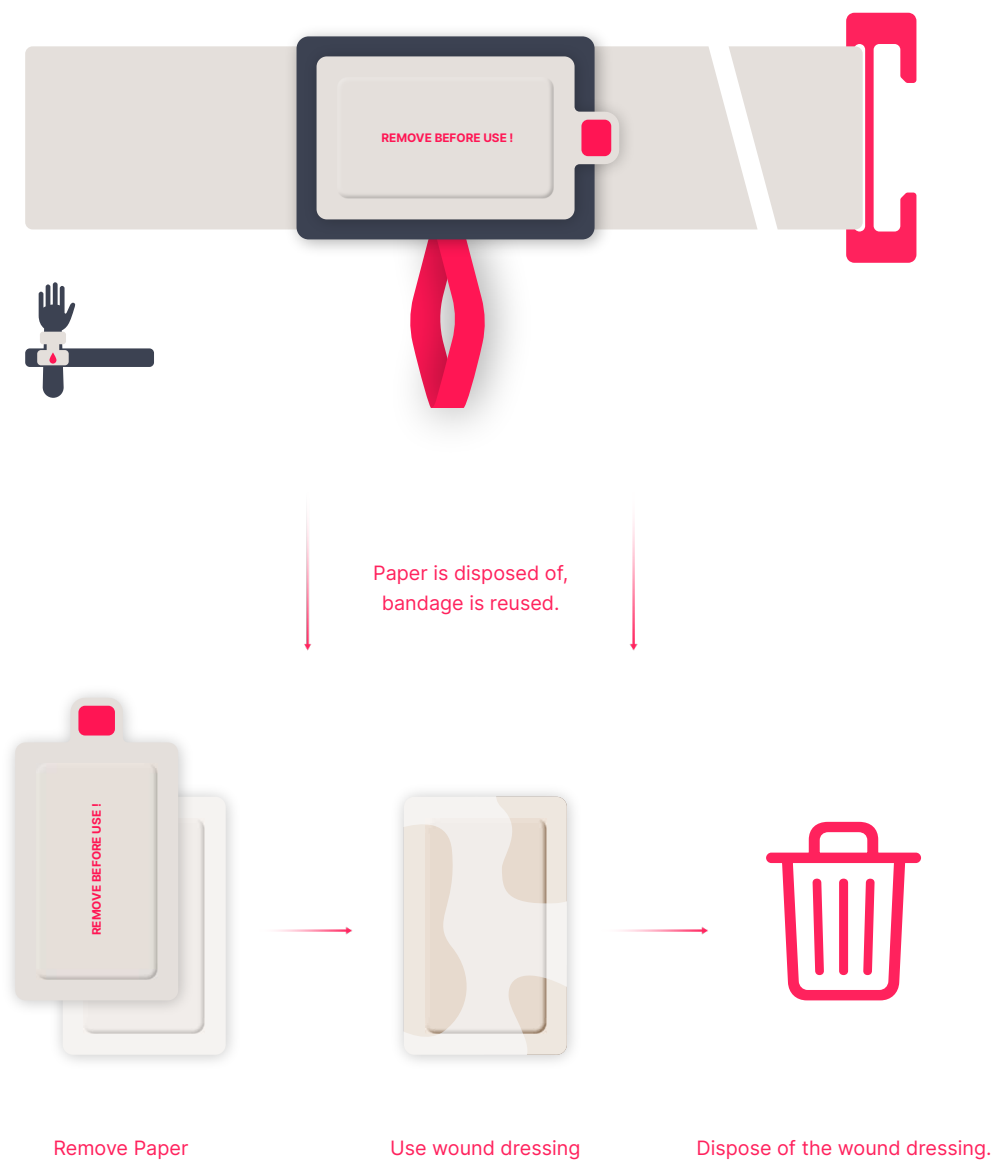 REMOVE BEFORE USE !
Paper is disposed of,
bandage is reused.
REMOVE BEFORE USE !
Remove Paper
Use wound dressing
Dispose of the wound dressing.